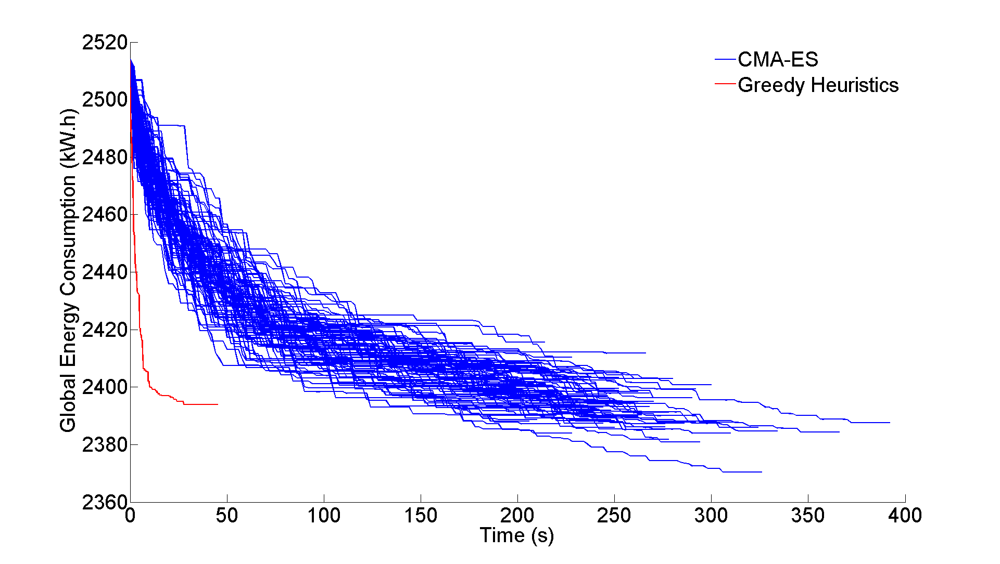 CMA-ES
Greedy Heuristics
Global Energy Consumption (kW.h)
2520
2500
2480
2460
2440
2420
2400
2380
2360
0 50 100 150 200 250 300 350 400
Time (s)